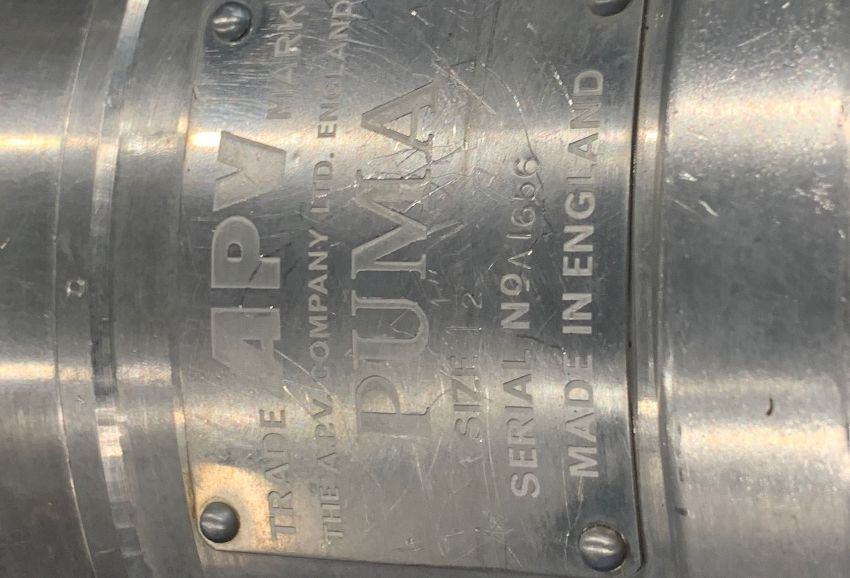 TRADE APV MARK
THE A.P.V. COMPANY LTD. ENGLAND
PUMA
SIZE 1 2
SERIAL No A1656
MADE IN ENGLAND